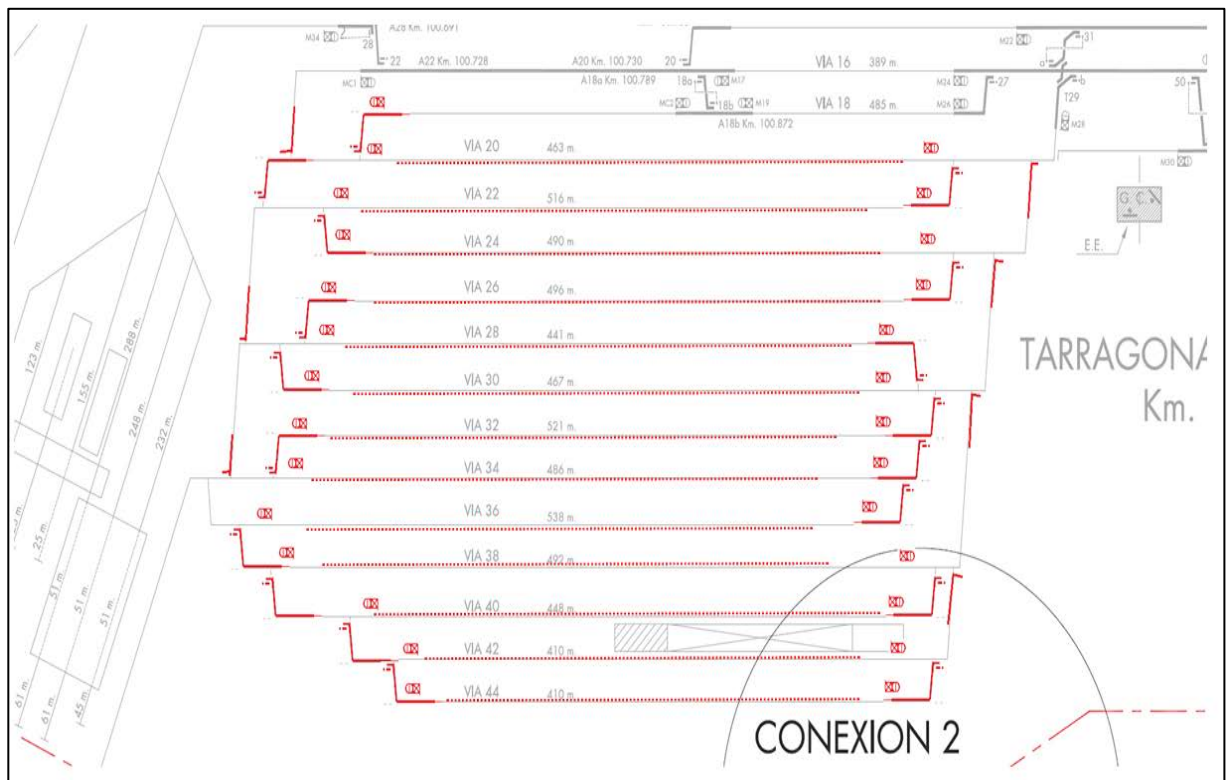 A28 Km. 100.691
M34
2
28
22
A22 Km. 100.728
A20 Km. 100.730
20
VIA 16
389 m.
M22
31
a
MC1
A18a Km. 100.789
18a
M17
M24
27
b
50
MC2
18b
M19
VIA 18
485 m.
M26
T29
M28
A18b Km. 100.872
M30
VIA 20
463 m.
VIA 22
516 m.
G. C.
E.E.
VIA 24
490 m.
VIA 26
496 m.
VIA 28
441 m.
TARRAGONA
Km.
VIA 30
467 m.
VIA 32
521 m.
VIA 34
486 m.
VIA 36
538 m.
VIA 38
492 m.
VIA 40
448 m.
VIA 42
410 m.
VIA 44
410 m.
CONEXION 2
123 m.
155 m.
288 m.
248 m.
232 m.
25 m.
51 m.
51 m.
51 m.
61 m.
61 m.
55 m.